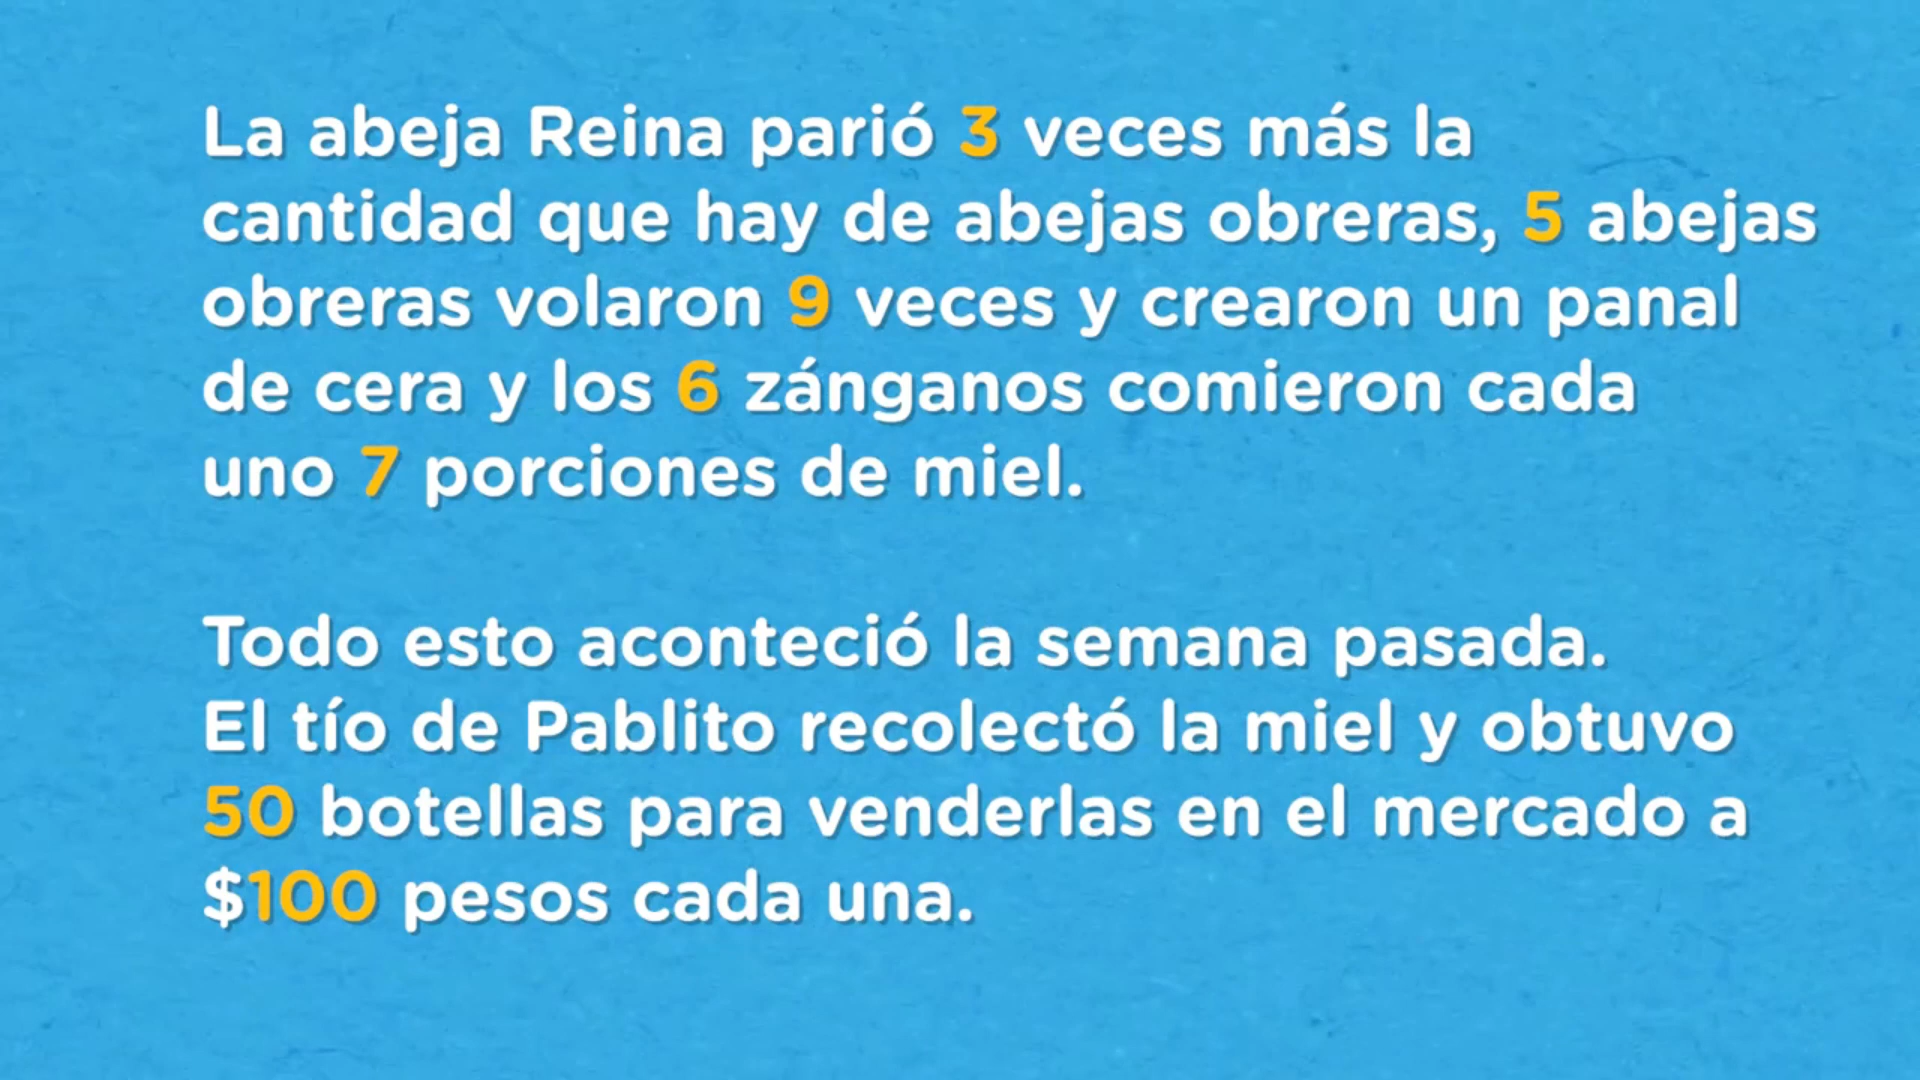 La abeja Reina parió 3 veces más la
cantidad que hay de abejas obreras, 5 abejas
obreras volaron 9 veces y crearon un panal
de cera y los 6 zánganos comieron cada
uno 7 porciones de miel.
Todo esto aconteció la semana pasada.
El tío de Pablito recolectó la miel y obtuvo
50 botellas para venderlas en el mercado a
$100 pesos cada una.